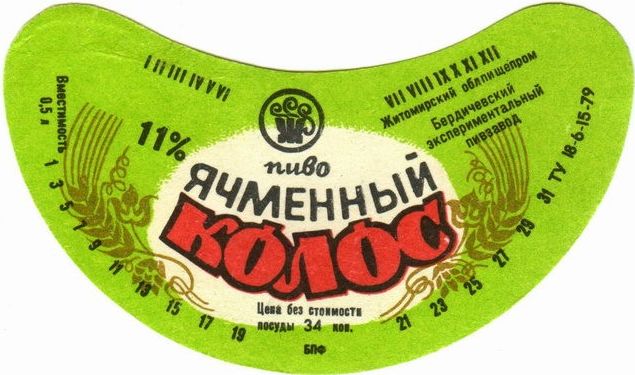 I II III IV V VI
VII VIII IX X XI XII
Житомирский облпищепром
Бердичевский
экспериментальный
пивзавод
Вместимость
0,5 л
11%
пиво
ЯЧМЕННЫЙ
КОЛОС
Цена без стоимости
посуды 34 коп.
БПФ
1 3 5 7 9 11 13 15 17 19
21 23 25 27 29 31 ТУ 18-6-15-79